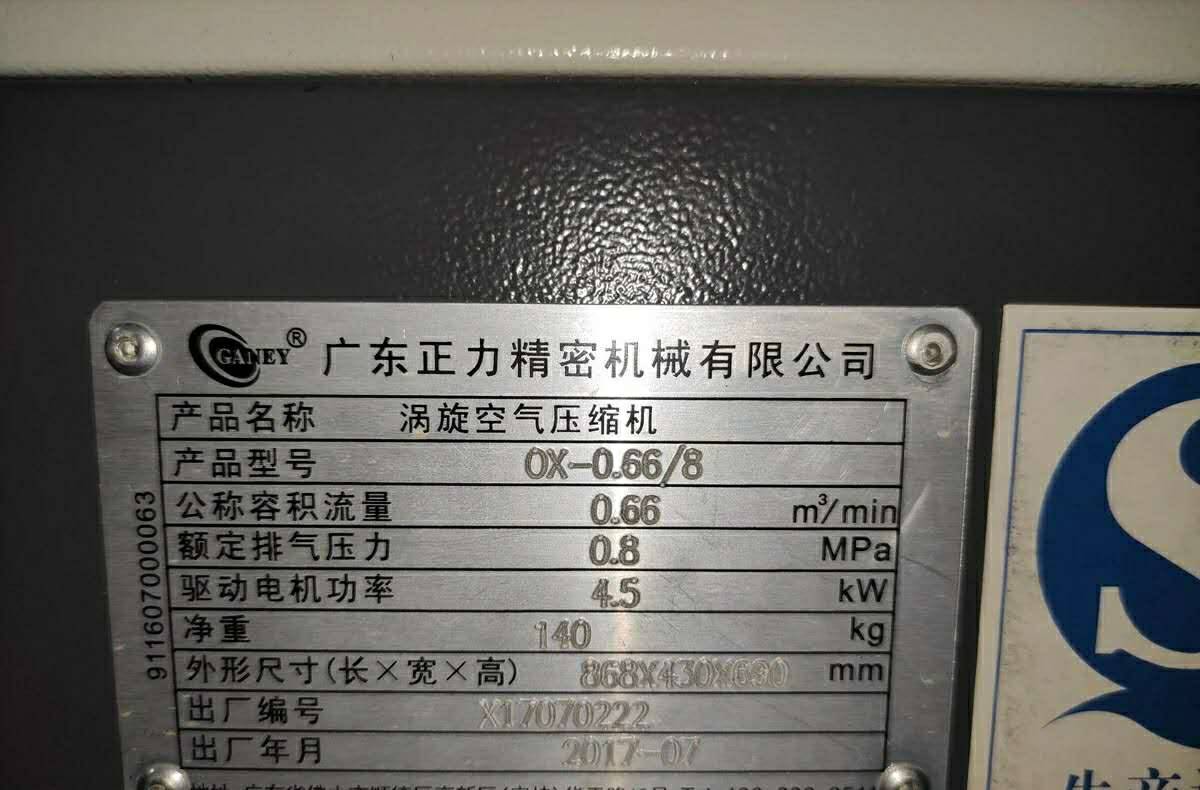 GANEY® 广东正力精密机械有限公司
产品名称 涡旋空气压缩机
产品型号 OX-0.66/8
公称容积流量 0.66 m³/min
额定排气压力 0.8 MPa
驱动电机功率 4.5 kW
净重 140 kg
外形尺寸(长×宽×高) 868X430X690 mm
出厂编号 X17070222
出厂年月 2017-07
911607000063
生产